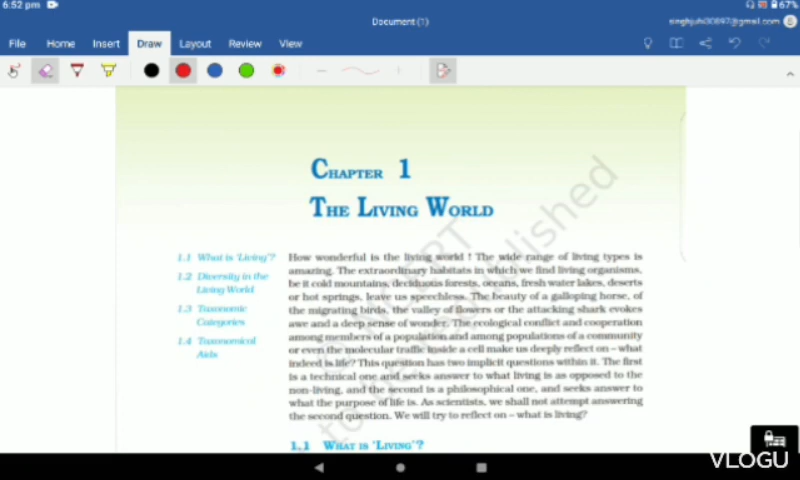 6:52 pm
67%
Document (1)
singhjuhi30897@gmail.com
File Home Insert Draw Layout Review View
CHAPTER 1
THE LIVING WORLD
1.1 What is 'Living'?
1.2 Diversity in the
Living World
1.3 Taxonomic
Categories
1.4 Taxonomical
Aids
How wonderful is the living world ! The wide range of living types is
amazing. The extraordinary habitats in which we find living organisms,
be it cold mountains, deciduous forests, oceans, fresh water lakes, deserts
or hot springs, leave us speechless. The beauty of a galloping horse, of
the migrating birds, the valley of flowers or the attacking shark evokes
awe and a deep sense of wonder. The ecological conflict and cooperation
among members of a population and among populations of a community
or even the molecular traffic inside a cell make us deeply reflect on – what
indeed is life? This question has two implicit questions within it. The first
is a technical one and seeks answer to what living is as opposed to the
non-living, and the second is a philosophical one, and seeks answer to
what the purpose of life is. As scientists, we shall not attempt answering
the second question. We will try to reflect on – what is living?
1.1 WHAT IS 'LIVING'?
VLOGU